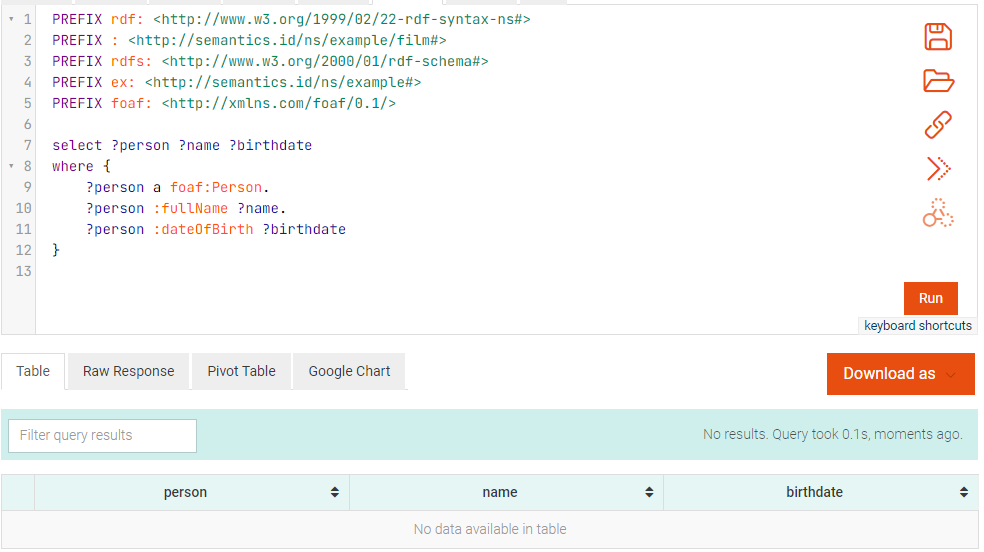 1 PREFIX rdf: <http://www.w3.org/1999/02/22-rdf-syntax-ns#>
2 PREFIX : <http://semantics.id/ns/example/film#>
3 PREFIX rdfs: <http://www.w3.org/2000/01/rdf-schema#>
4 PREFIX ex: <http://semantics.id/ns/example#>
5 PREFIX foaf: <http://xmlns.com/foaf/0.1/>
6
7 select ?person ?name ?birthdate
8 where {
9 ?person a foaf:Person.
10 ?person :fullName ?name.
11 ?person :dateOfBirth ?birthdate
12 }
13
Run
keyboard shortcuts
Table Raw Response Pivot Table Google Chart Download as
Filter query results No results. Query took 0.1s, moments ago.
person name birthdate
No data available in table